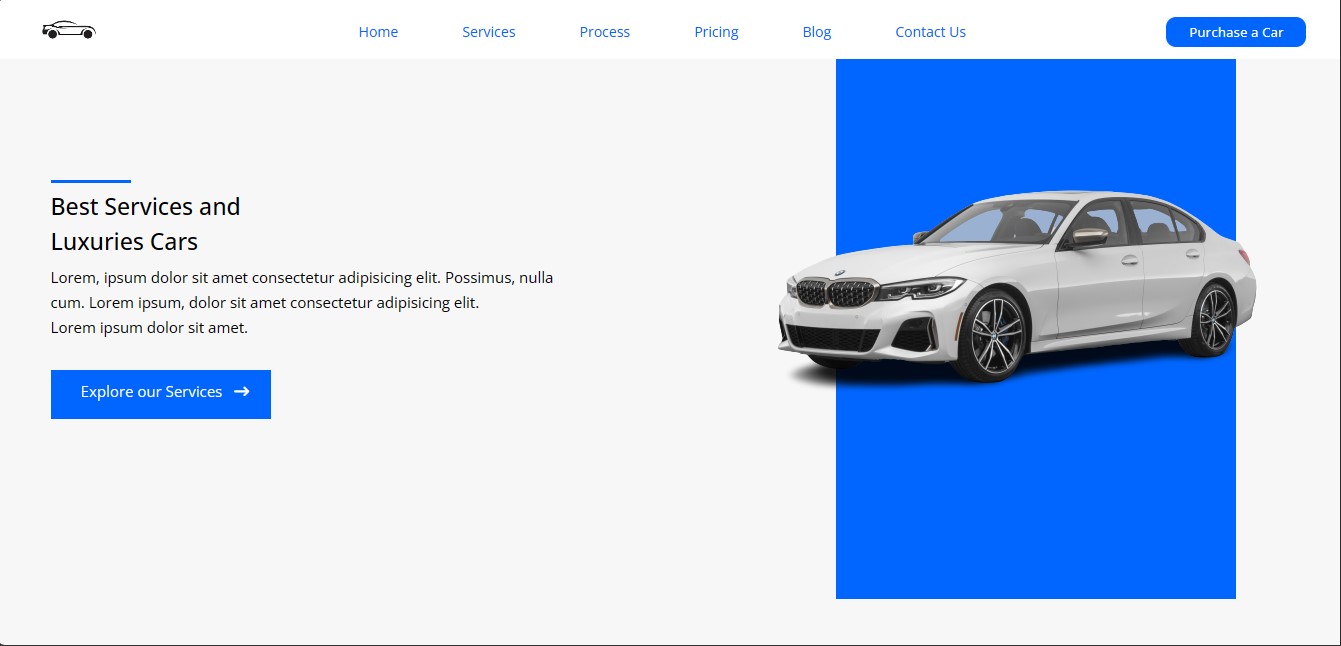 Home Services Process Pricing Blog Contact Us Purchase a Car
Best Services and
Luxuries Cars
Lorem, ipsum dolor sit amet consectetur adipisicing elit. Possimus, nulla
cum. Lorem ipsum, dolor sit amet consectetur adipisicing elit.
Lorem ipsum dolor sit amet.
Explore our Services →